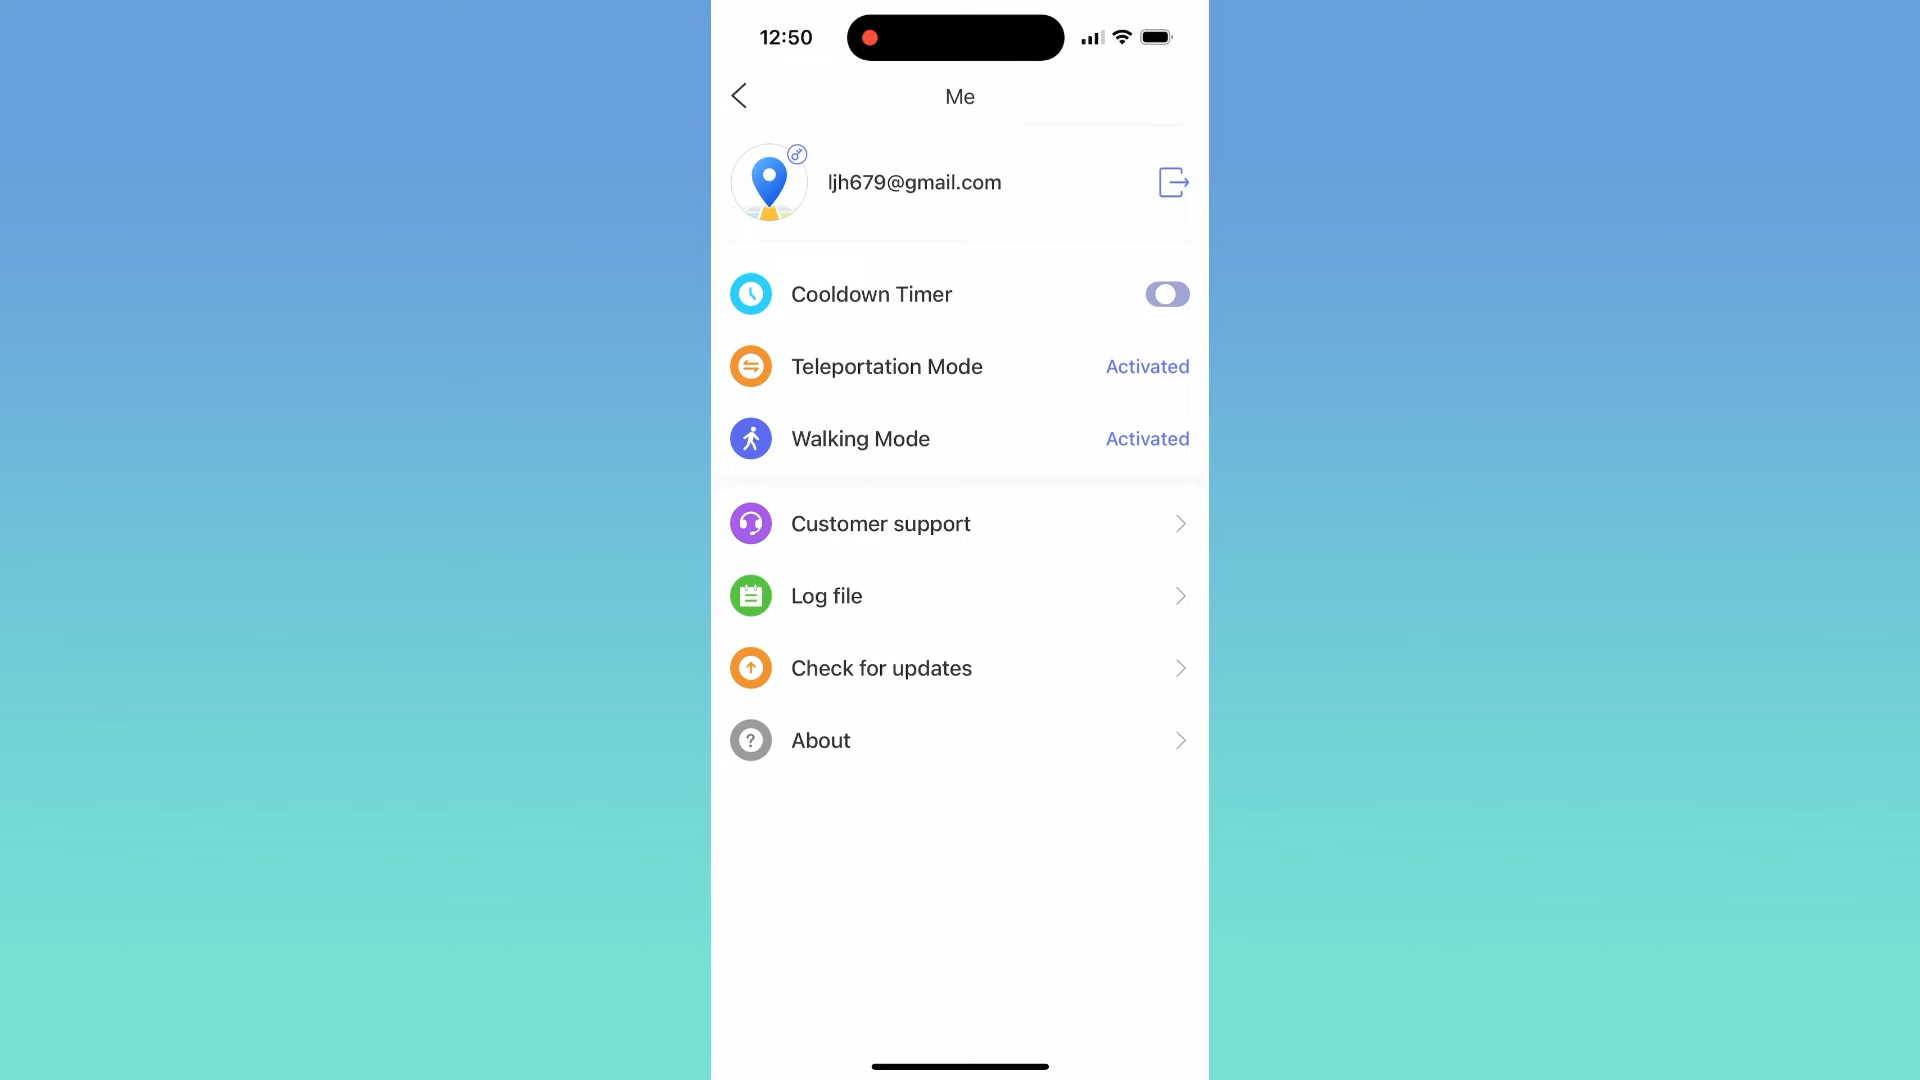 12:50
Me
ljh679@gmail.com
Cooldown Timer
Teleportation Mode Activated
Walking Mode Activated
Customer support
Log file
Check for updates
About